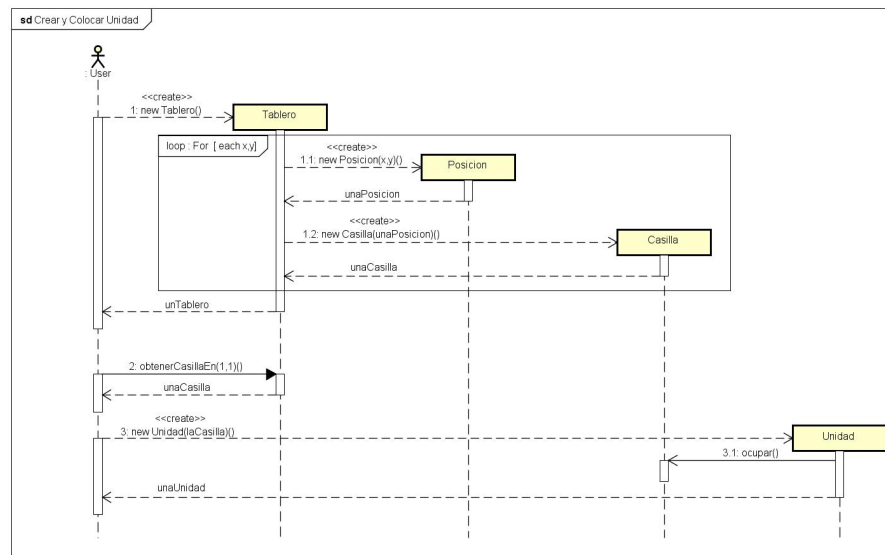 sd Crear y Colocar Unidad
: User
<<create>>
1: new Tablero()
Tablero
loop : For [ each x,y]
<<create>>
1.1: new Posicion(x,y)()
Posicion
unaPosicion
<<create>>
1.2: new Casilla(unaPosicion)()
Casilla
unaCasilla
unTablero
2: obtenerCasillaEn(1,1)()
unaCasilla
<<create>>
3: new Unidad(laCasilla)()
Unidad
3.1: ocupar()
unaUnidad